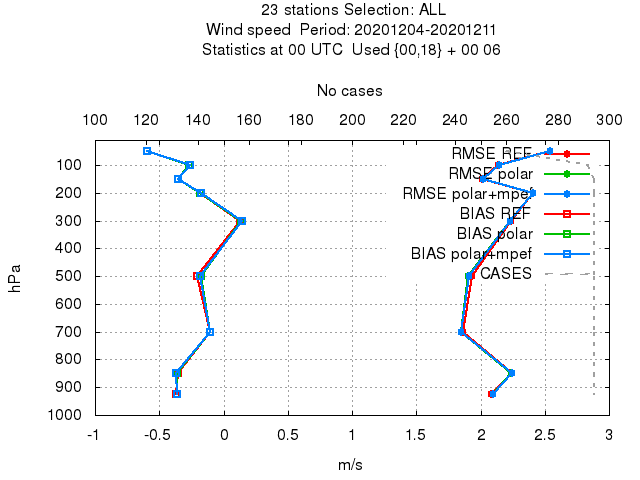 23 stations Selection: ALL
Wind speed  Period: 20201204-20201211
Statistics at 00 UTC  Used {00,18} + 00 06
No cases
100 120 140 160 180 200 220 240 260 280 300
RMSE REF
100
RMSE polar
200
RMSE polar+mpef
BIAS REF
300
BIAS polar
400
BIAS polar+mpef
500
CASES
600
700
800
900
1000
hPa
-1 -0.5 0 0.5 1 1.5 2 2.5 3
m/s